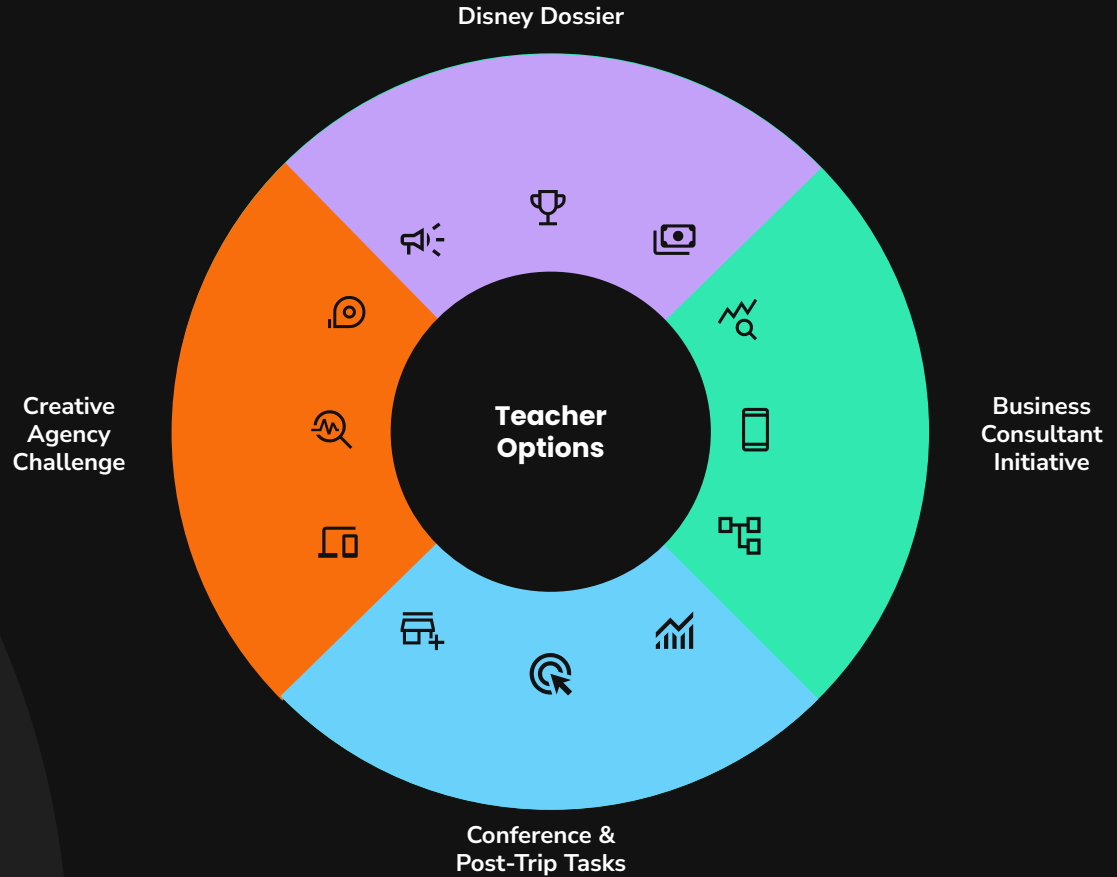 Disney Dossier
Creative
Agency
Challenge
Teacher
Options
Business
Consultant
Initiative
Conference &
Post-Trip Tasks